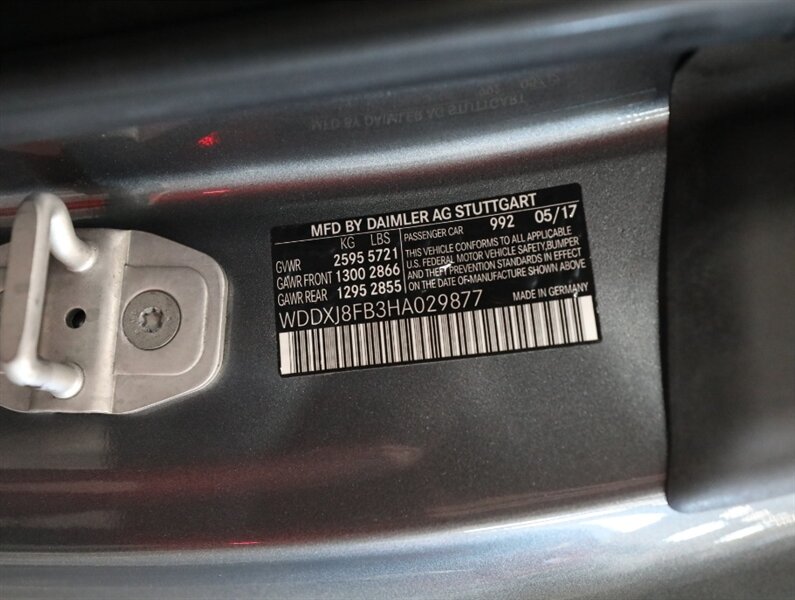 MFD BY DAIMLER AG STUTTGART
KG LBS
GVWR 2595 5721
GAWR FRONT 1300 2866
GAWR REAR 1295 2855
PASSENGER CAR 992 05/17
THIS VEHICLE CONFORMS TO ALL APPLICABLE
U.S. FEDERAL MOTOR VEHICLE SAFETY, BUMPER
AND THEFT PREVENTION STANDARDS IN EFFECT
ON THE DATE OF MANUFACTURE SHOWN ABOVE
WDDXJ8FB3HA029877
MADE IN GERMANY